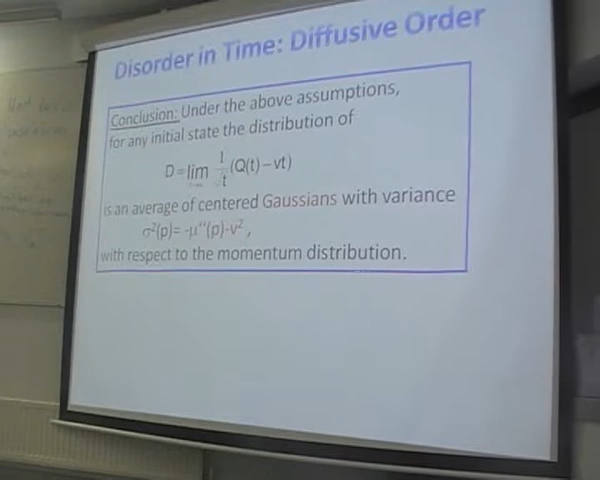 Disorder in Time: Diffusive Order
Conclusion: Under the above assumptions,
for any initial state the distribution of
D = lim 1/t (Q(t) – vt)
is an average of centered Gaussians with variance
σ²(p)= -μ''(p)-v² ,
with respect to the momentum distribution.